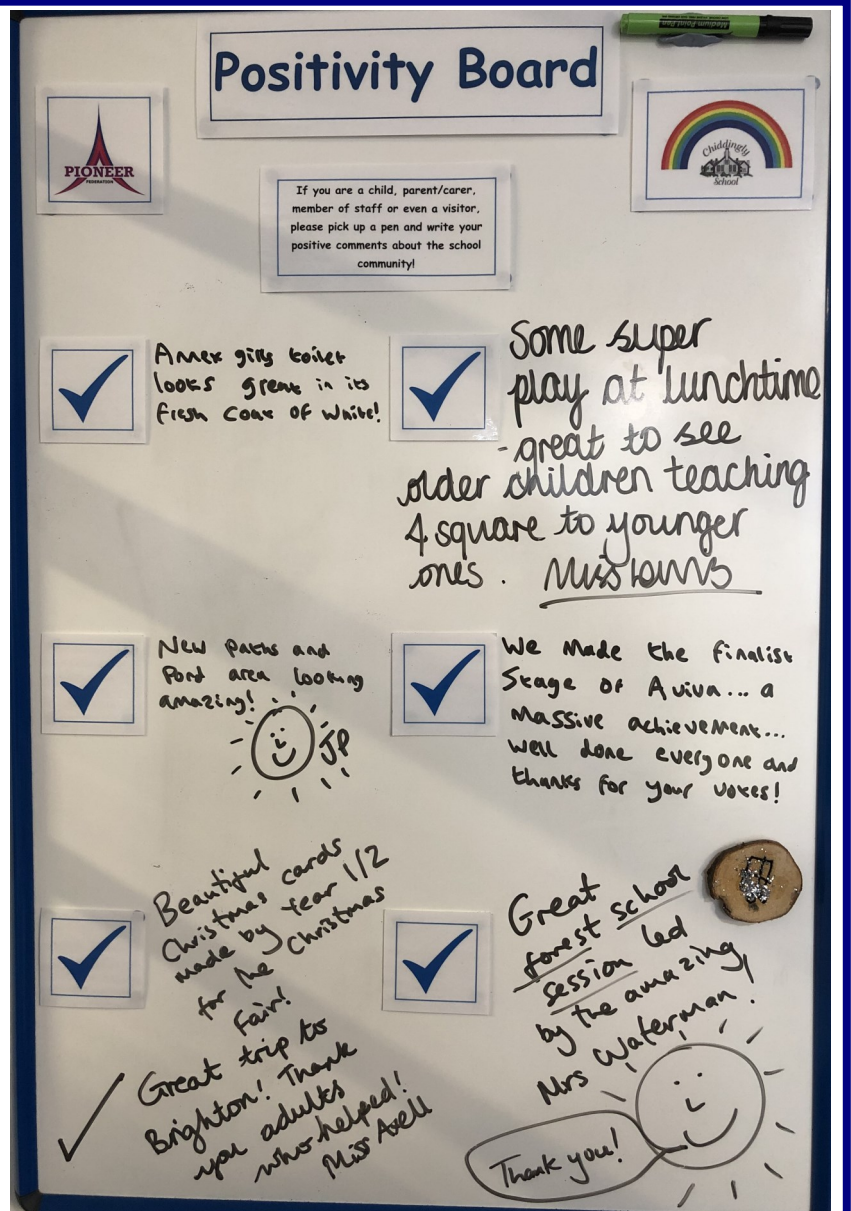 Medium Point Pen
Positivity Board
PIONEER
FEDERATION
Chiddingly
School
If you are a child, parent/carer,
member of staff or even a visitor,
please pick up a pen and write your
positive comments about the school
community!
Annex girls toilet
looks great in its
fresh coat of white!
Some super
play at lunchtime
- great to see
older children teaching
4 square to younger
ones. Miss
New paths and
pond area looking
amazing!
JP
We Made the finalist
Stage of Aviva... a
Massive achievement...
well done everyone and
thanks for your votes!
Beautiful
Christmas cards
made by Year 1/2
for the Christmas
Fair!
Great trip to
Brighton! Thank
you adults
who helped!
Miss
Great
forest school
session led
by the amazing
Mrs Waterman!
Thank you!